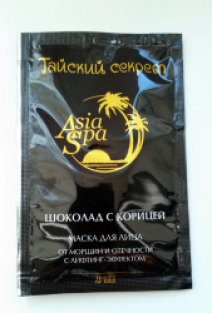 Тайский секрет
Asia
Spa
ШОКОЛАД С КОРИЦЕЙ
МАСКА ДЛЯ ЛИЦА
ОТ МОРЩИН И ОТЕЧНОСТИ
С ЛИФТИНГ-ЭФФЕКТОМ